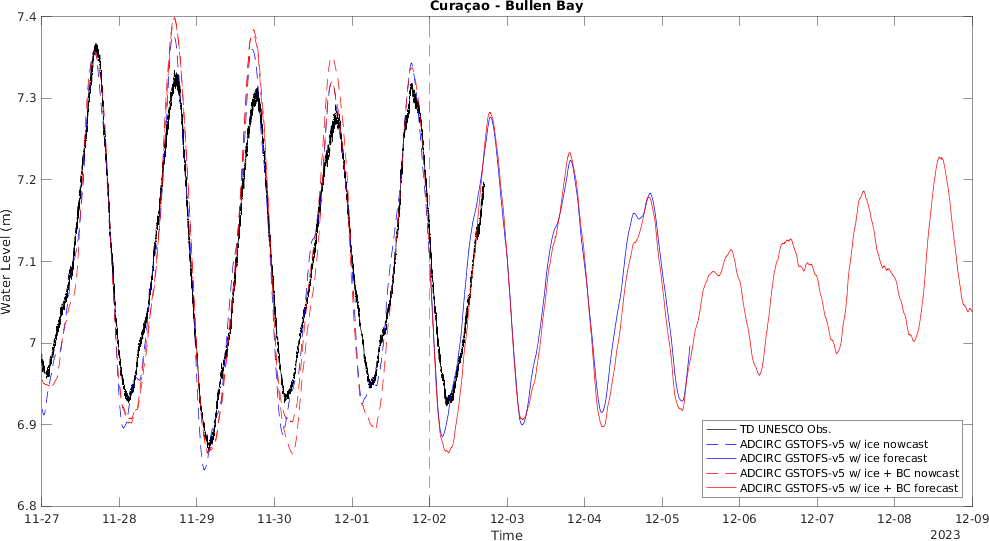 Curaçao - Bullen Bay
Water Level (m)
7.4
7.3
7.2
7.1
7
6.9
6.8
TD UNESCO Obs.
ADCIRC GSTOFS-v5 w/ ice nowcast
ADCIRC GSTOFS-v5 w/ ice forecast
ADCIRC GSTOFS-v5 w/ ice + BC nowcast
ADCIRC GSTOFS-v5 w/ ice + BC forecast
11-27 11-28 11-29 11-30 12-01 12-02 12-03 12-04 12-05 12-06 12-07 12-08 12-09
Time
2023